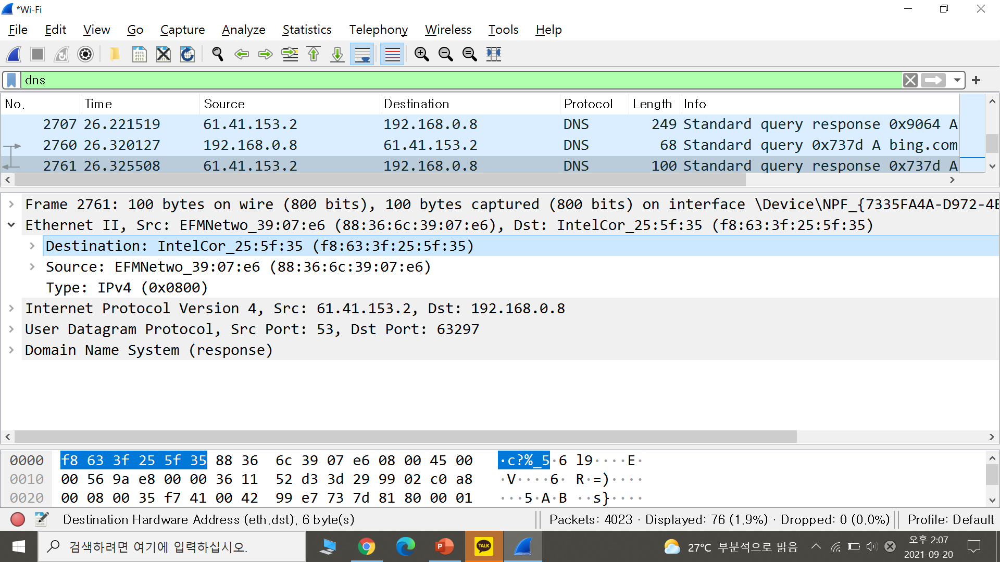 *Wi-Fi
File Edit View Go Capture Analyze Statistics Telephony Wireless Tools Help
dns
No. Time Source Destination Protocol Length Info
2707 26.221519 61.41.153.2 192.168.0.8 DNS 249 Standard query response 0x9064 A
2760 26.320127 192.168.0.8 61.41.153.2 DNS 68 Standard query 0x737d A bing.com
2761 26.325508 61.41.153.2 192.168.0.8 DNS 100 Standard query response 0x737d A
Frame 2761: 100 bytes on wire (800 bits), 100 bytes captured (800 bits) on interface \Device\NPF_{7335FA4A-D972-4E
Ethernet II, Src: EFMNetwo_39:07:e6 (88:36:6c:39:07:e6), Dst: IntelCor_25:5f:35 (f8:63:3f:25:5f:35)
Destination: IntelCor_25:5f:35 (f8:63:3f:25:5f:35)
Source: EFMNetwo_39:07:e6 (88:36:6c:39:07:e6)
Type: IPv4 (0x0800)
Internet Protocol Version 4, Src: 61.41.153.2, Dst: 192.168.0.8
User Datagram Protocol, Src Port: 53, Dst Port: 63297
Domain Name System (response)
0000 f8 63 3f 25 5f 35 88 36 6c 39 07 e6 08 00 45 00 ·c?%_5·6 l9····E·
0010 00 56 9a e8 00 00 36 11 52 d3 3d 29 99 02 c0 a8 ·V····6· R·=)····
0020 00 08 00 35 f7 41 00 42 99 e7 73 7d 81 80 00 01 ···5·A·B ··s}····
Destination Hardware Address (eth.dst), 6 byte(s) Packets: 4023 · Displayed: 76 (1.9%) · Dropped: 0 (0.0%) Profile: Default
검색하려면 여기에 입력하십시오.
TALK
27°C 부분적으로 맑음
오후 2:07
2021-09-20